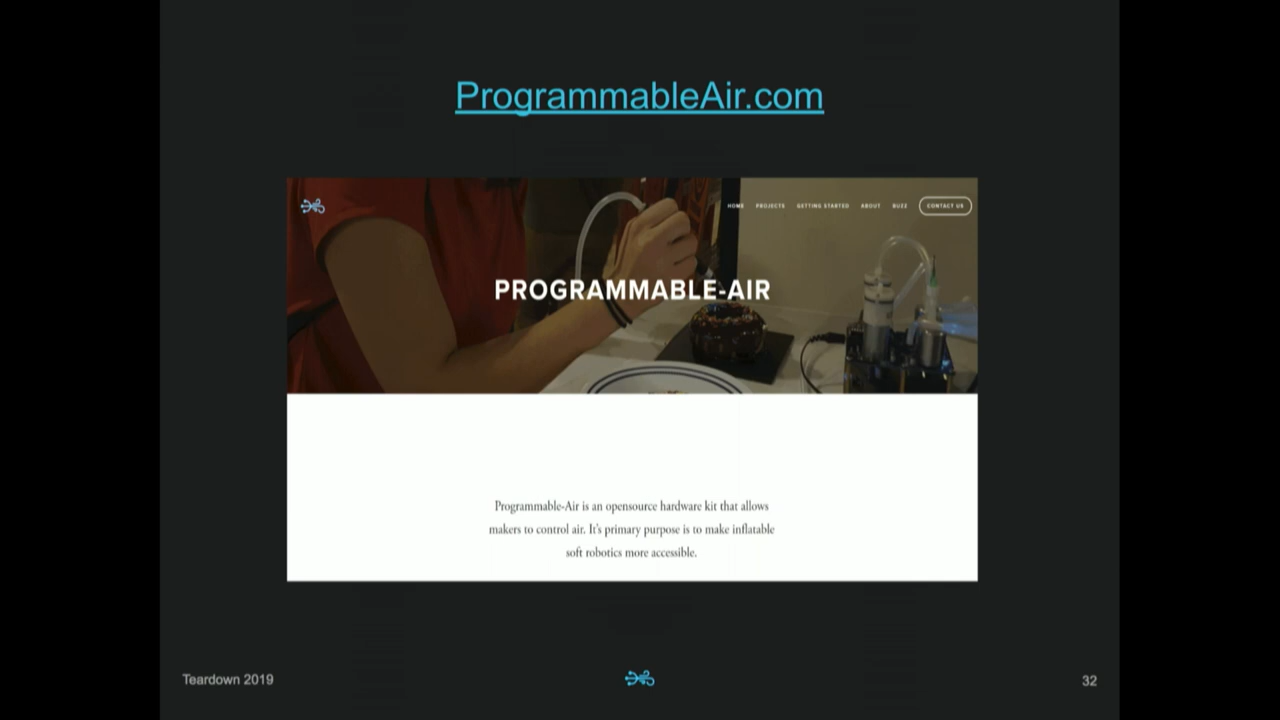 ProgrammableAir.com
HOME PROJECTS GETTING STARTED ABOUT BUZZ CONTACT US
PROGRAMMABLE-AIR
Programmable-Air is an opensource hardware kit that allows
makers to control air. It's primary purpose is to make inflatable
soft robotics more accessible.
Teardown 2019
32